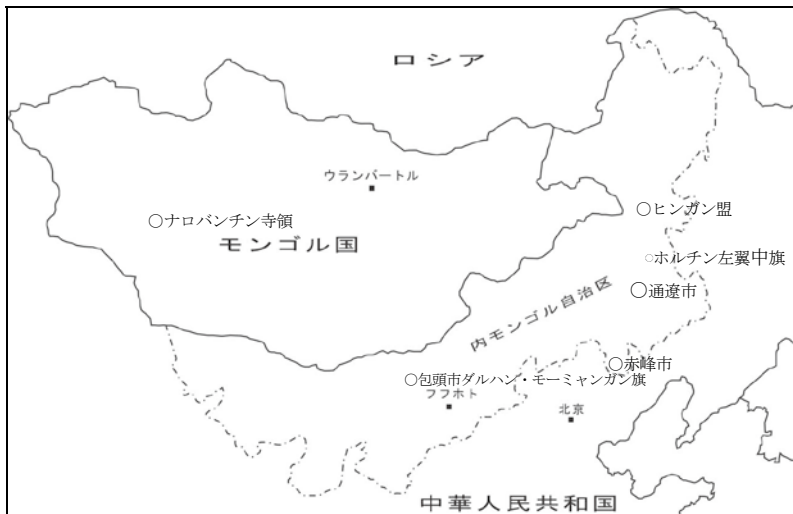 ロシア
ウランバートル
○ナロバンチン寺領
○ヒンガン盟
モンゴル国
○ホルチン左翼中旗
○通遼市
内モンゴル自治区
○赤峰市
○包頭市ダルハン・モーミャンガン旗
フフホト
北京
中華人民共和国